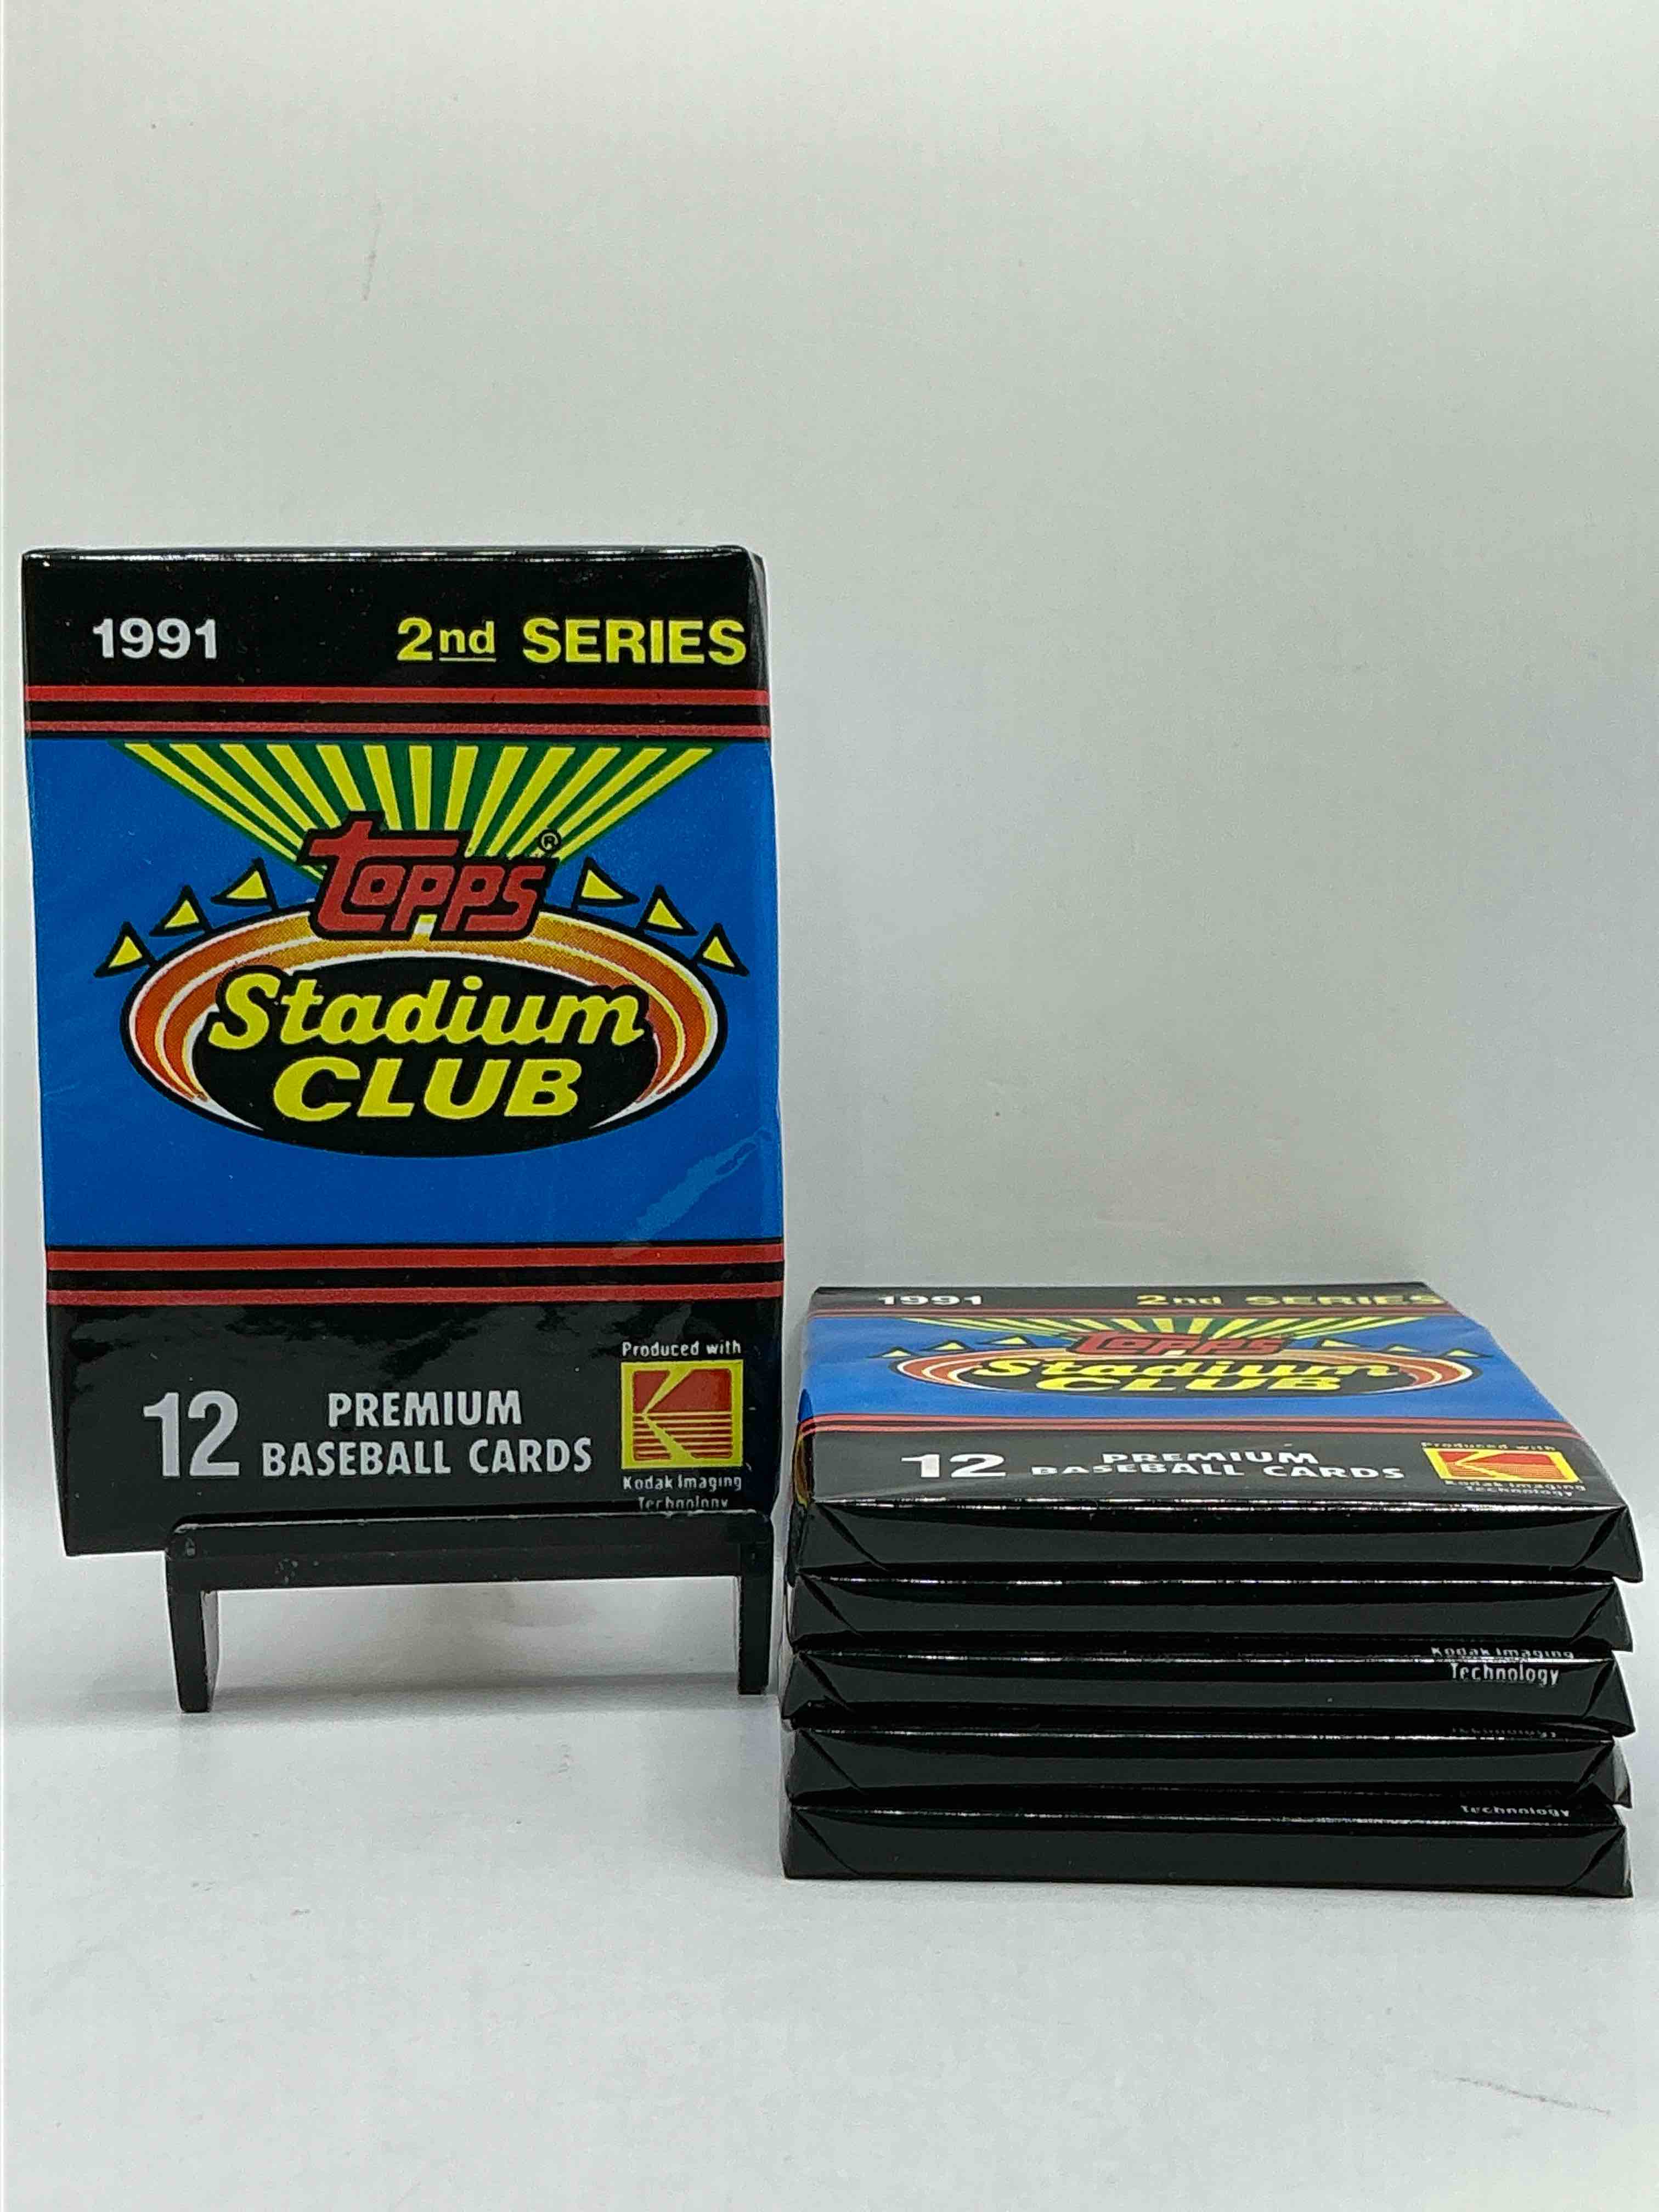 1991 2nd SERIES
Topps®
Stadium
CLUB
12 PREMIUM
BASEBALL CARDS
Produced with
Kodak Imaging
Technology
1991 2nd SERIES
Topps
Stadium
CLUB
12 PREMIUM
BASEBALL CARDS
Produced with
Kodak Imaging
Technology
Kodak Imaging
Technology
Technology
Technology